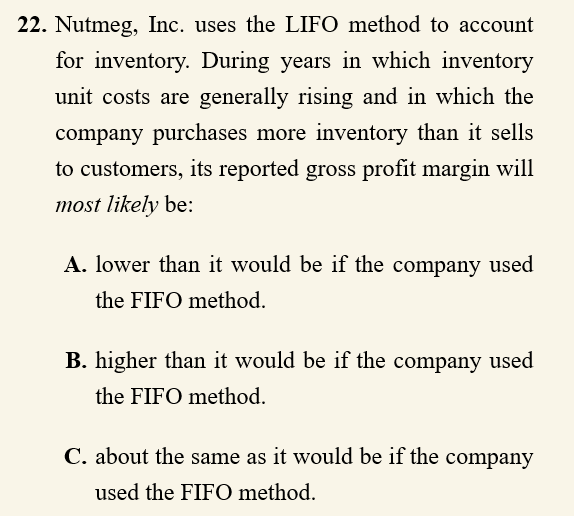 22. Nutmeg, Inc. uses the LIFO method to account
for inventory. During years in which inventory
unit costs are generally rising and in which the
company purchases more inventory than it sells
to customers, its reported gross profit margin will
most likely be:
A. lower than it would be if the company used
the FIFO method.
B. higher than it would be if the company used
the FIFO method.
C. about the same as it would be if the company
used the FIFO method.